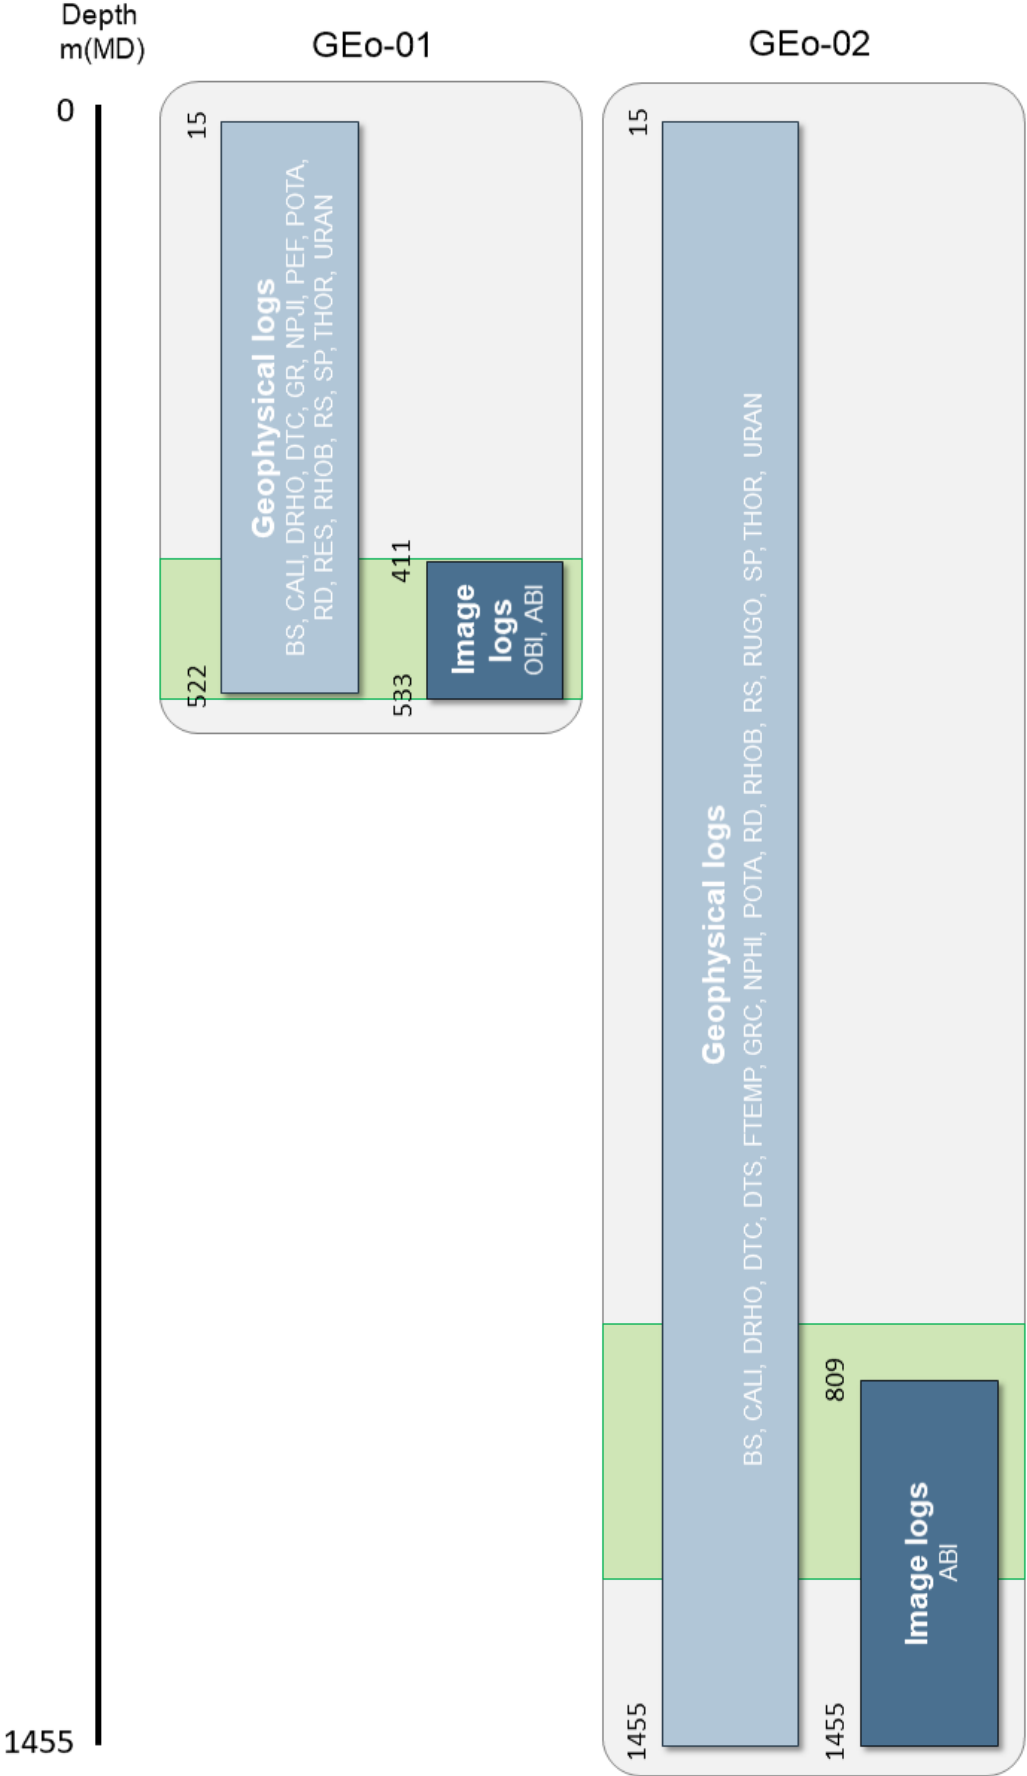 Depth
m(MD)
GEo-01
GEo-02
0
15
Geophysical logs
BS, CALI, DRHO, DTC, GR, NPJI, PEF, POTA,
RD, RES, RHOB, RS, SP, THOR, URAN
522
411
Image
logs
OBI, ABI
533
15
Geophysical logs
BS, CALI, DRHO, DTC, DTS, FTEMP, GRC, NPHI, POTA, RD, RHOB, RS, RUGO, SP, THOR, URAN
1455
809
Image logs
ABI
1455
1455